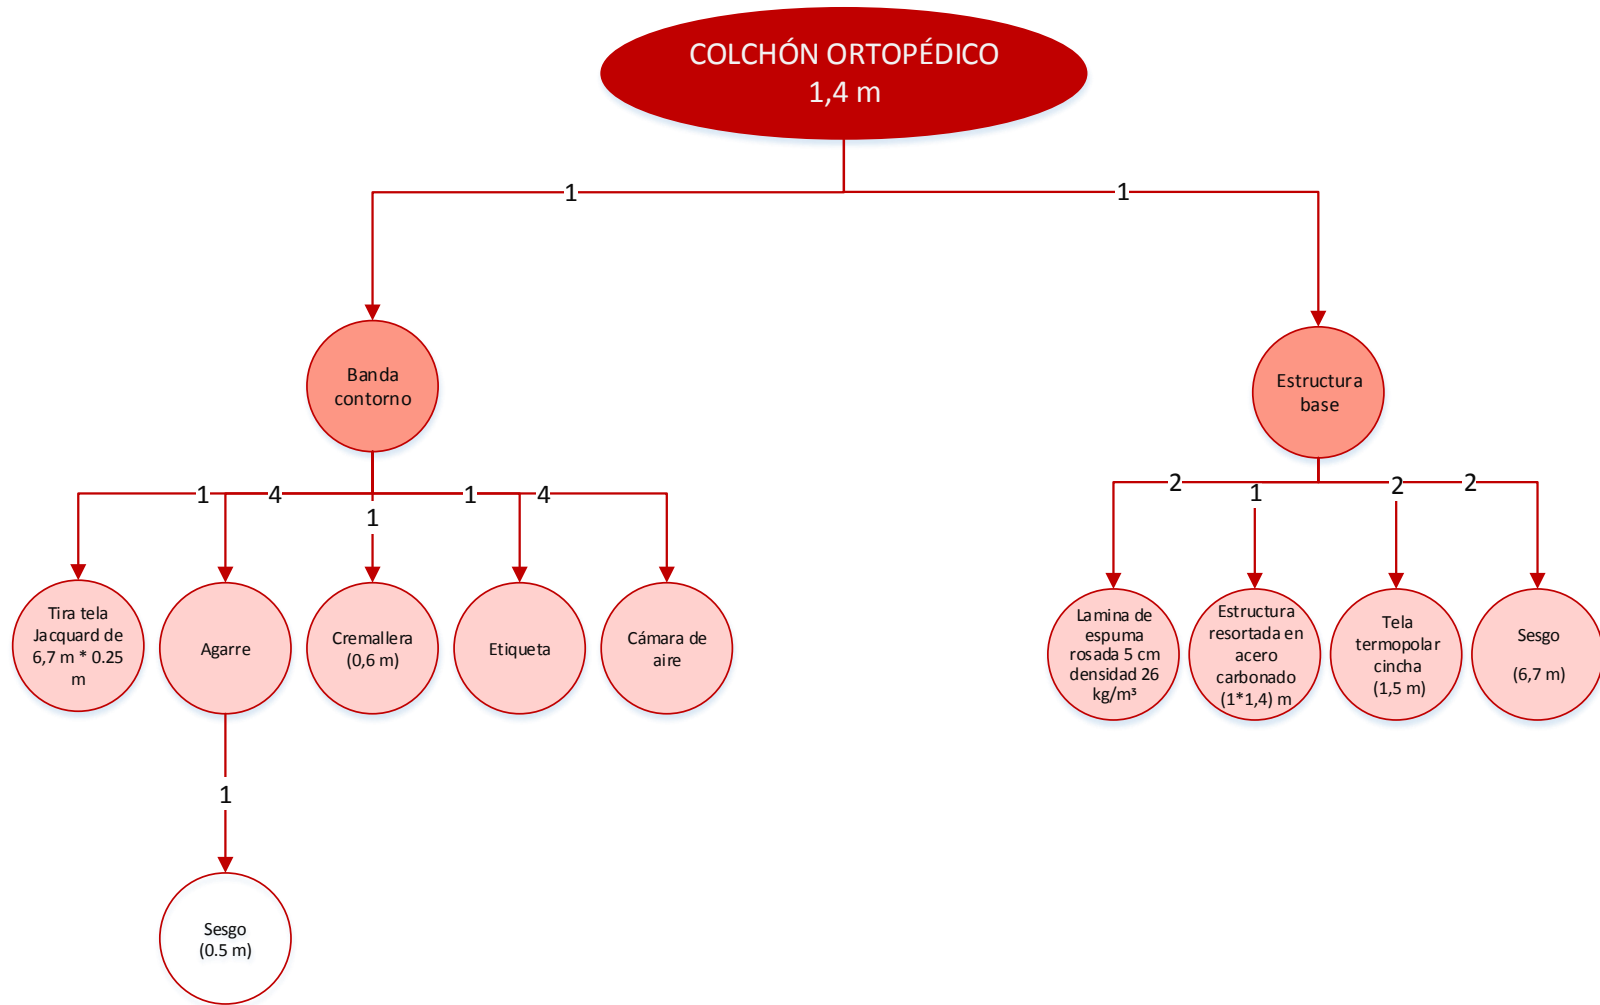 COLCHÓN ORTOPÉDICO
1,4 m
1
1
Banda
contorno
Estructura
base
1
4
1
1
4
2
1
2
2
Tira tela
Jacquard de
6,7 m * 0.25
m
Agarre
Cremallera
(0,6 m)
Etiqueta
Cámara de
aire
Lamina de
espuma
rosada 5 cm
densidad 26
kg/m³
Estructura
resortada en
acero
carbonado
(1*1,4) m
Tela
termopolar
cincha
(1,5 m)
Sesgo
(6,7 m)
1
Sesgo
(0.5 m)